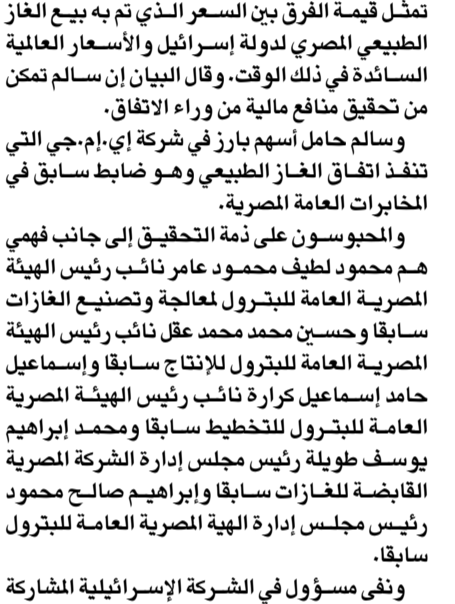 تمثل قيمة الفرق بين السعر الذي تم به بيع الغاز
الطبيعي المصري لدولة إسرائيل والأسعار العالمية
السائدة في ذلك الوقت. وقال البيان إن سالم تمكن
من تحقيق منافع مالية من وراء الاتفاق.
وسالم حامل أسهم بارز في شركة إي.إم.جي التي
تنفذ اتفاق الغاز الطبيعي وهو ضابط سابق في
المخابرات العامة المصرية.
والمحبوسون على ذمة التحقيق إلى جانب فهمي
هم محمود لطيف محمود عامر نائب رئيس الهيئة
المصرية العامة للبترول لمعالجة وتصنيع الغازات
سابقا وحسين محمد محمد عقل نائب رئيس الهيئة
المصرية العامة للبترول للإنتاج سابقا وإسماعيل
حامد إسماعيل كرارة نائب رئيس الهيئة المصرية
العامة للبترول للتخطيط سابقا ومحمد إبراهيم
يوسف طويلة رئيس مجلس إدارة الشركة المصرية
القابضة للغازات سابقا وإبراهيم صالح محمود
رئيس مجلس إدارة الهية المصرية العامة للبترول
سابقا.
ونفى مسؤول في الشركة الإسرائيلية المشاركة